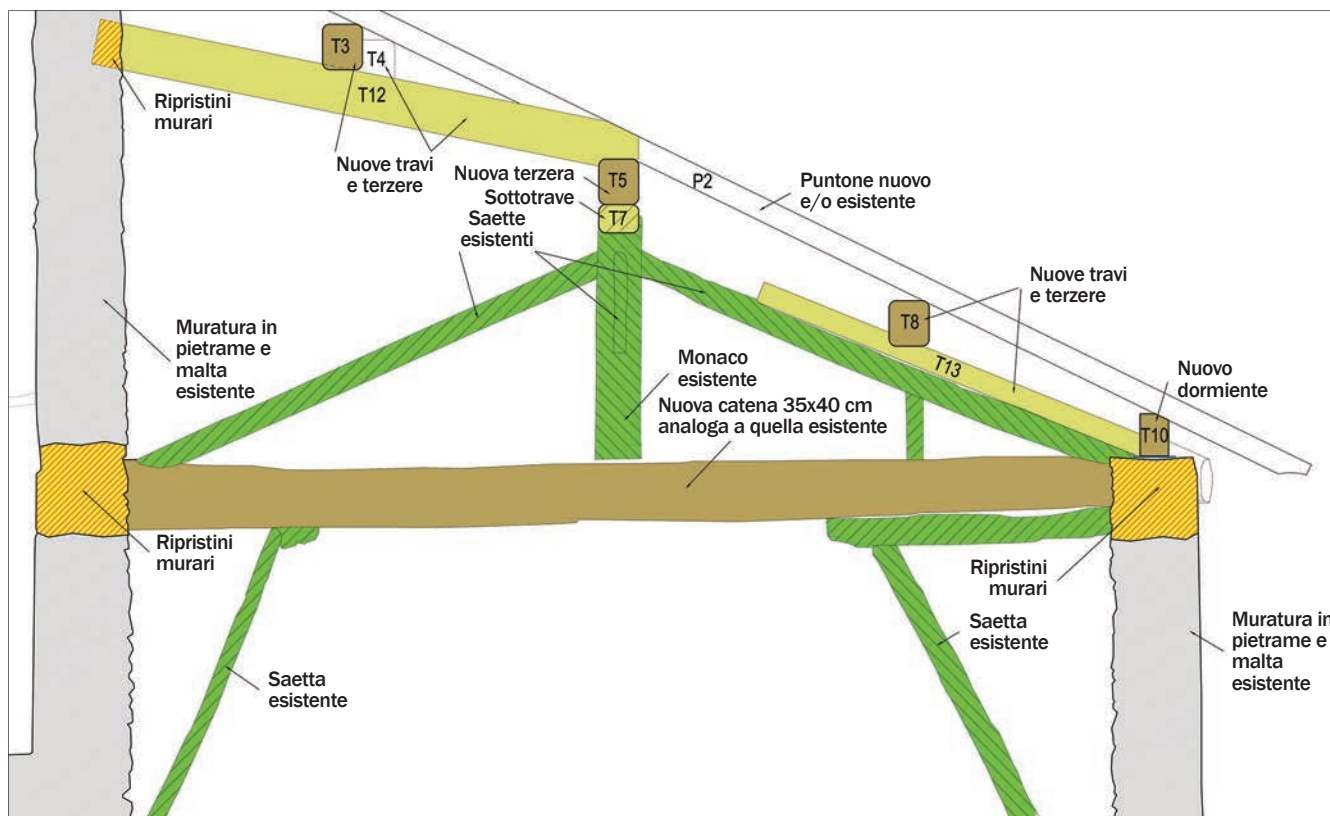 T3
T4
T12
Ripristini
murari
Nuove travi
e terzere
Nuova terzera
Sottotrave
Saette
esistenti
T5
T7
P2
Puntone nuovo
e/o esistente
Nuove travi
e terzere
T8
T13
Muratura in
pietrame e
malta
esistente
Monaco
esistente
Nuova catena 35x40 cm
analoga a quella esistente
Nuovo
dormiente
T10
Ripristini
murari
Ripristini
murari
Saetta
esistente
Saetta
esistente
Muratura in
pietrame e
malta
esistente